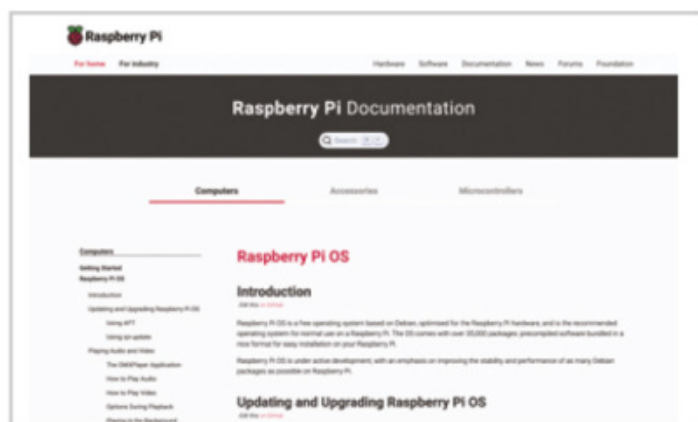 Raspberry Pi
For home For industry Hardware Software Documentation News Forums Foundation
Raspberry Pi Documentation
Search
Computers Accessories Microcontrollers
Computers
Getting Started
Raspberry Pi OS
Introduction
Updating and Upgrading Raspberry Pi OS
Using APT
Using rpi-update
Playing Audio and Video
The OMXPlayer Application
How to Play Audio
How to Play Video
Options During Playback
Playing in the Background
Raspberry Pi OS
Introduction
Edit this on GitHub
Raspberry Pi OS is a free operating system based on Debian, optimised for the Raspberry Pi hardware, and is the recommended
operating system for normal use on a Raspberry Pi. The OS comes with over 35,000 packages: precompiled software bundled in a
nice format for easy installation on your Raspberry Pi.
Raspberry Pi OS is under active development, with an emphasis on improving the stability and performance of as many Debian
packages as possible on Raspberry Pi.
Updating and Upgrading Raspberry Pi OS
Edit this on GitHub